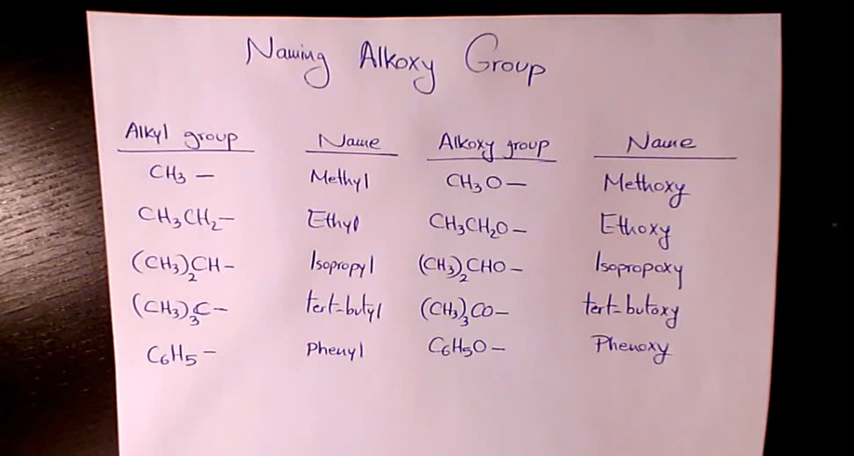 Naming Alkoxy Group
Alkyl group Name Alkoxy group Name
CH3 — Methyl CH3O — Methoxy
CH3CH2— Ethyl CH3CH2O — Ethoxy
(CH3)2CH— Isopropyl (CH3)2CHO — Isopropoxy
(CH3)3C— tert-butyl (CH3)3CO— tert-butoxy
C6H5 — Phenyl C6H5O — Phenoxy